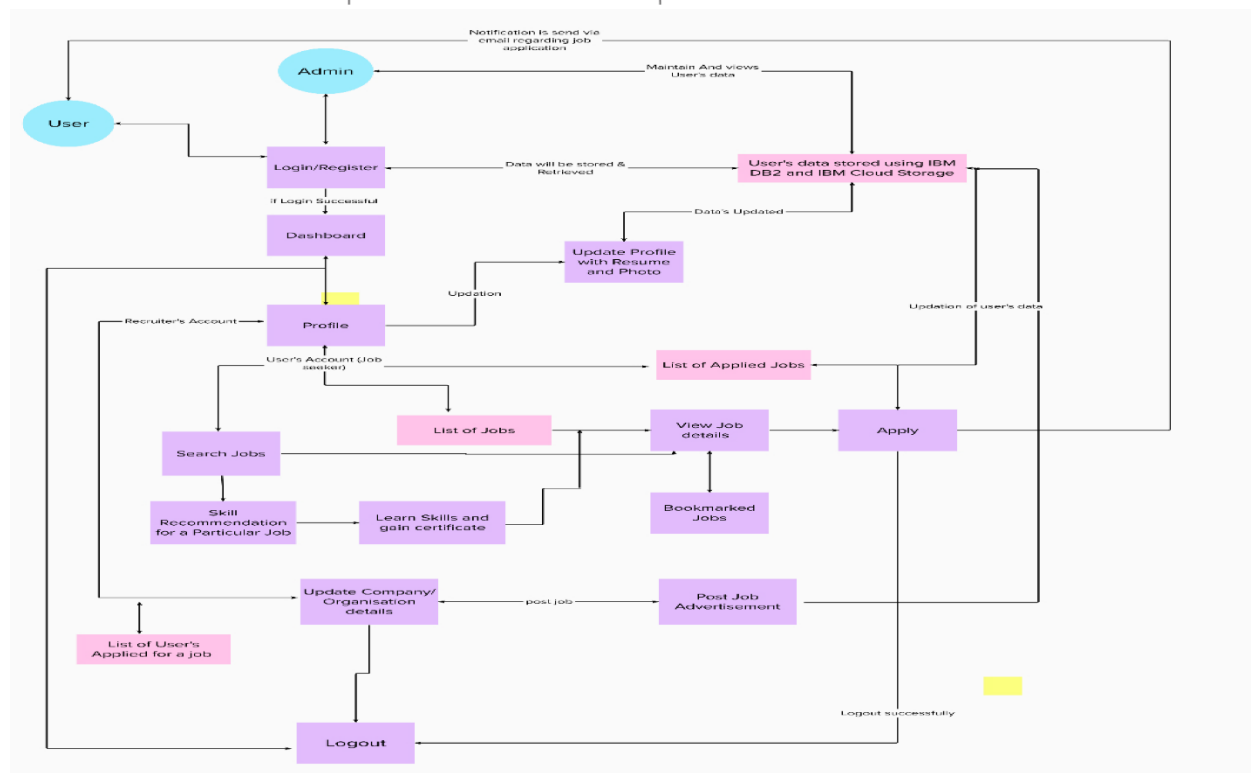 Notification is send via
email regarding job
application
Admin
Maintain And views
User's data
User
Login/Register
Data will be stored &
Retrieved
User's data stored using IBM
DB2 and IBM Cloud Storage
if Login Successful
Data's Updated
Dashboard
Update Profile
with Resume
and Photo
Updation
Updation of user's data
Recruiter's Account
Profile
User's Account (Job
seeker)
List of Applied Jobs
List of Jobs
View Job
details
Apply
Search Jobs
Skill
Recommendation
for a Particular Job
Learn Skills and
gain certificate
Bookmarked
Jobs
Update Company/
Organisation
details
post job
Post Job
Advertisement
List of User's
Applied for a job
Logout successfully
Logout